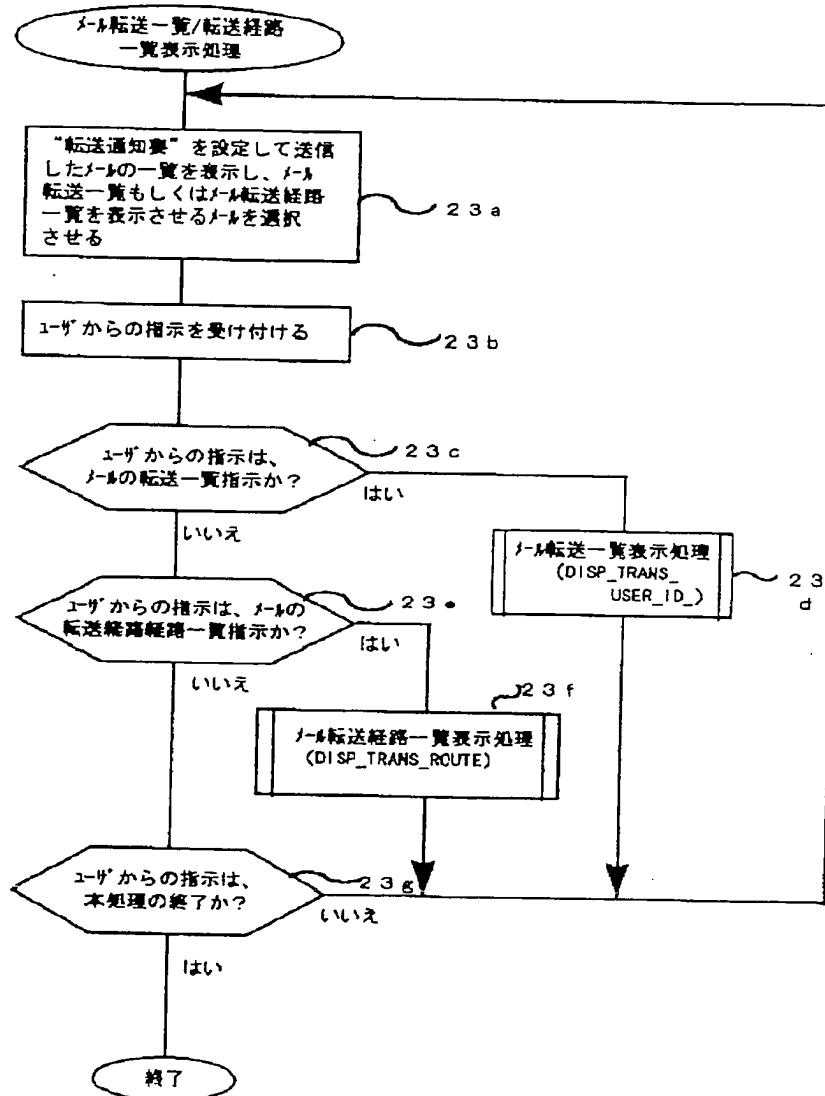 メール転送一覧/転送経路
一覧表示処理
“転送通知要”を設定して送信
したメールの一覧を表示し、メール
転送一覧もしくはメール転送経路
一覧を表示させるメールを選択
させる
23a
ユーザからの指示を受け付ける
23b
ユーザからの指示は、
メールの転送一覧指示か?
23c
はい
いいえ
メール転送一覧表示処理
(DISP_TRANS_
USER_ID_)
23
d
ユーザからの指示は、メールの
転送経路経路一覧指示か?
23e
はい
いいえ
23f
メール転送経路一覧表示処理
(DISP_TRANS_ROUTE)
ユーザからの指示は、
本処理の終了か?
23g
いいえ
はい
終了